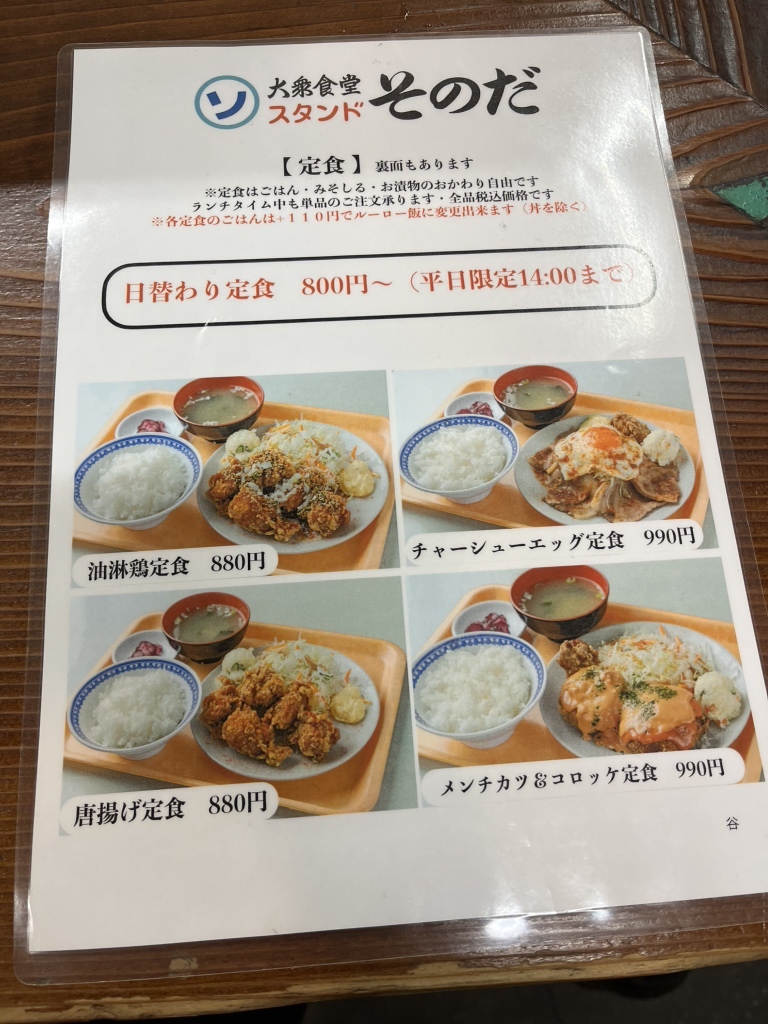 ソ
大衆食堂
スタンド
そのだ
【 定食 】 裏面もあります
※定食はごはん・みそしる・お漬物のおかわり自由です
ランチタイム中も単品のご注文承ります・全品税込価格です
※各定食のごはんは+110円でルーロー飯に変更出来ます（丼を除く）
日替わり定食 800円〜（平日限定14:00まで）
油淋鶏定食 880円
チャーシューエッグ定食 990円
唐揚げ定食 880円
メンチカツ＆コロッケ定食 990円
谷